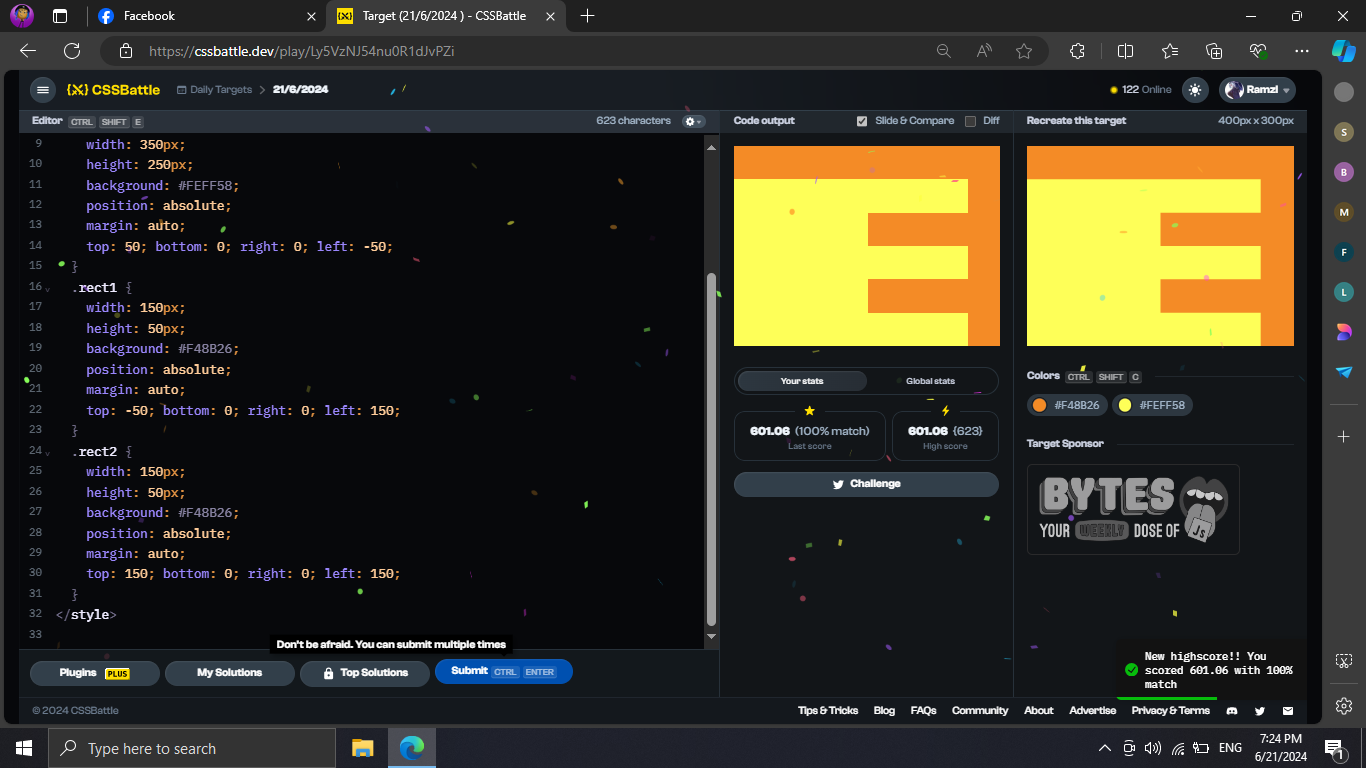 Facebook
Target (21/6/2024 ) - CSSBattle
https://cssbattle.dev/play/Ly5VzNJ54nu0R1dJvPZi
CSSBattle
Daily Targets > 21/6/2024
122 Online
Ramzi
Editor CTRL SHIFT E
623 characters
Code output
Slide & Compare
Diff
Recreate this target
400px x 300px
9 width: 350px;
10 height: 250px;
11 background: #FEFF58;
12 position: absolute;
13 margin: auto;
14 top: 50; bottom: 0; right: 0; left: -50;
15 }
16 .rect1 {
17 width: 150px;
18 height: 50px;
19 background: #F48B26;
20 position: absolute;
21 margin: auto;
22 top: -50; bottom: 0; right: 0; left: 150;
23 }
24 .rect2 {
25 width: 150px;
26 height: 50px;
27 background: #F48B26;
28 position: absolute;
29 margin: auto;
30 top: 150; bottom: 0; right: 0; left: 150;
31 }
32 </style>
33
Don't be afraid. You can submit multiple times
Plugins PLUS
My Solutions
Top Solutions
Submit CTRL ENTER
Your stats
Global stats
601.06 (100% match)
Last score
601.06 {623}
High score
Challenge
Colors CTRL SHIFT C
#F48B26
#FEFF58
Target Sponsor
BYTES
YOUR WEEKLY DOSE OF JS
New highscore!! You
scored 601.06 with 100%
match
© 2024 CSSBattle
Tips & Tricks
Blog
FAQs
Community
About
Advertise
Privacy & Terms
S
B
M
F
L
Type here to search
ENG
7:24 PM
6/21/2024
1